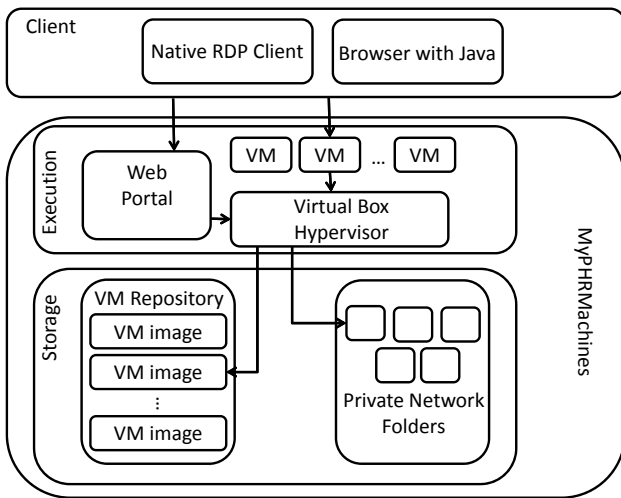 Client
Native RDP Client
Browser with Java
Execution
Web
Portal
VM
VM
...
VM
Virtual Box
Hypervisor
MyPHRMachines
Storage
VM Repository
VM image
VM image
...
VM image
Private Network
Folders